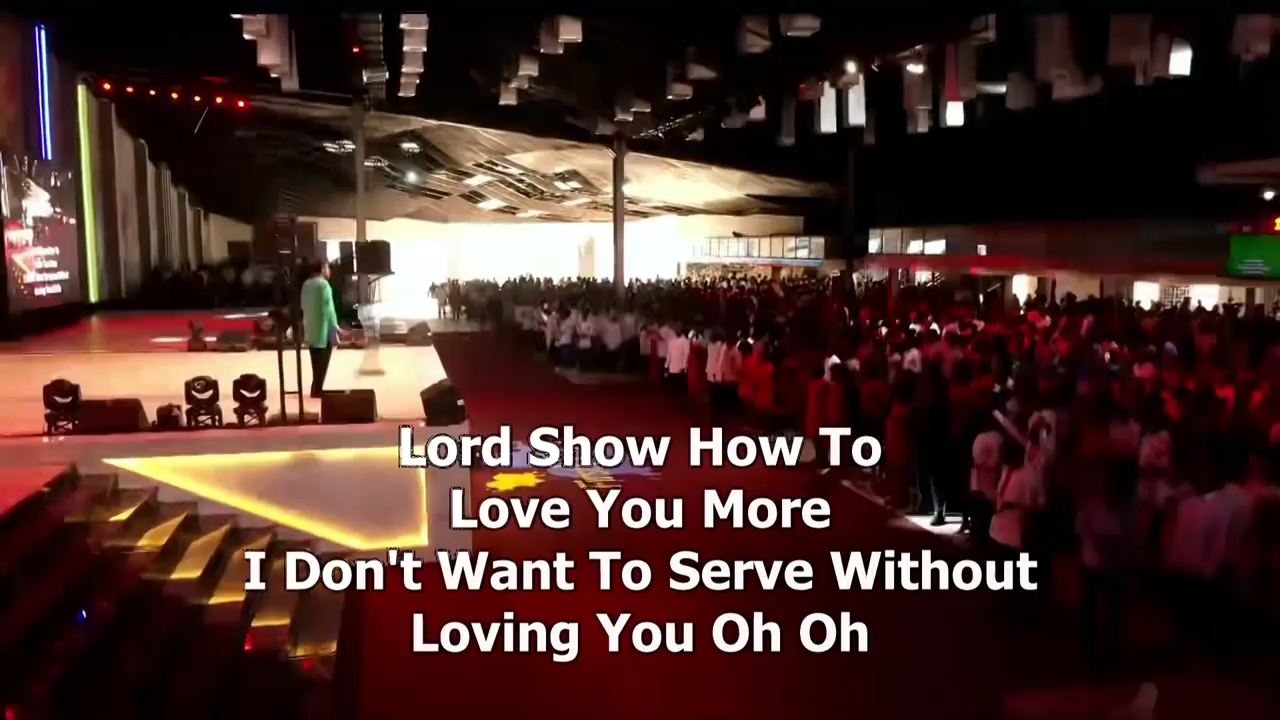 Lord Show How To
Love You More
I Don't Want To Serve Without
Loving You Oh Oh